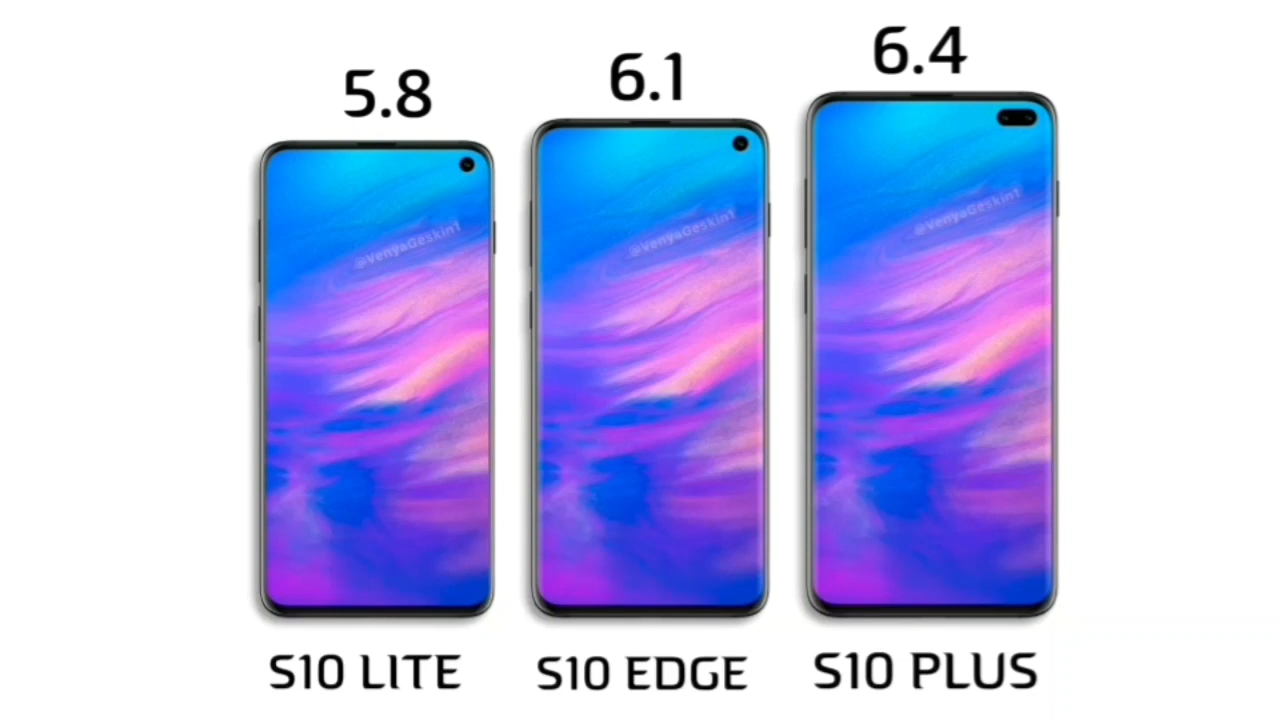 5.8
6.1
6.4
@VenyaGeskin1
@VenyaGeskin1
@VenyaGeskin1
S10 LITE
S10 EDGE
S10 PLUS